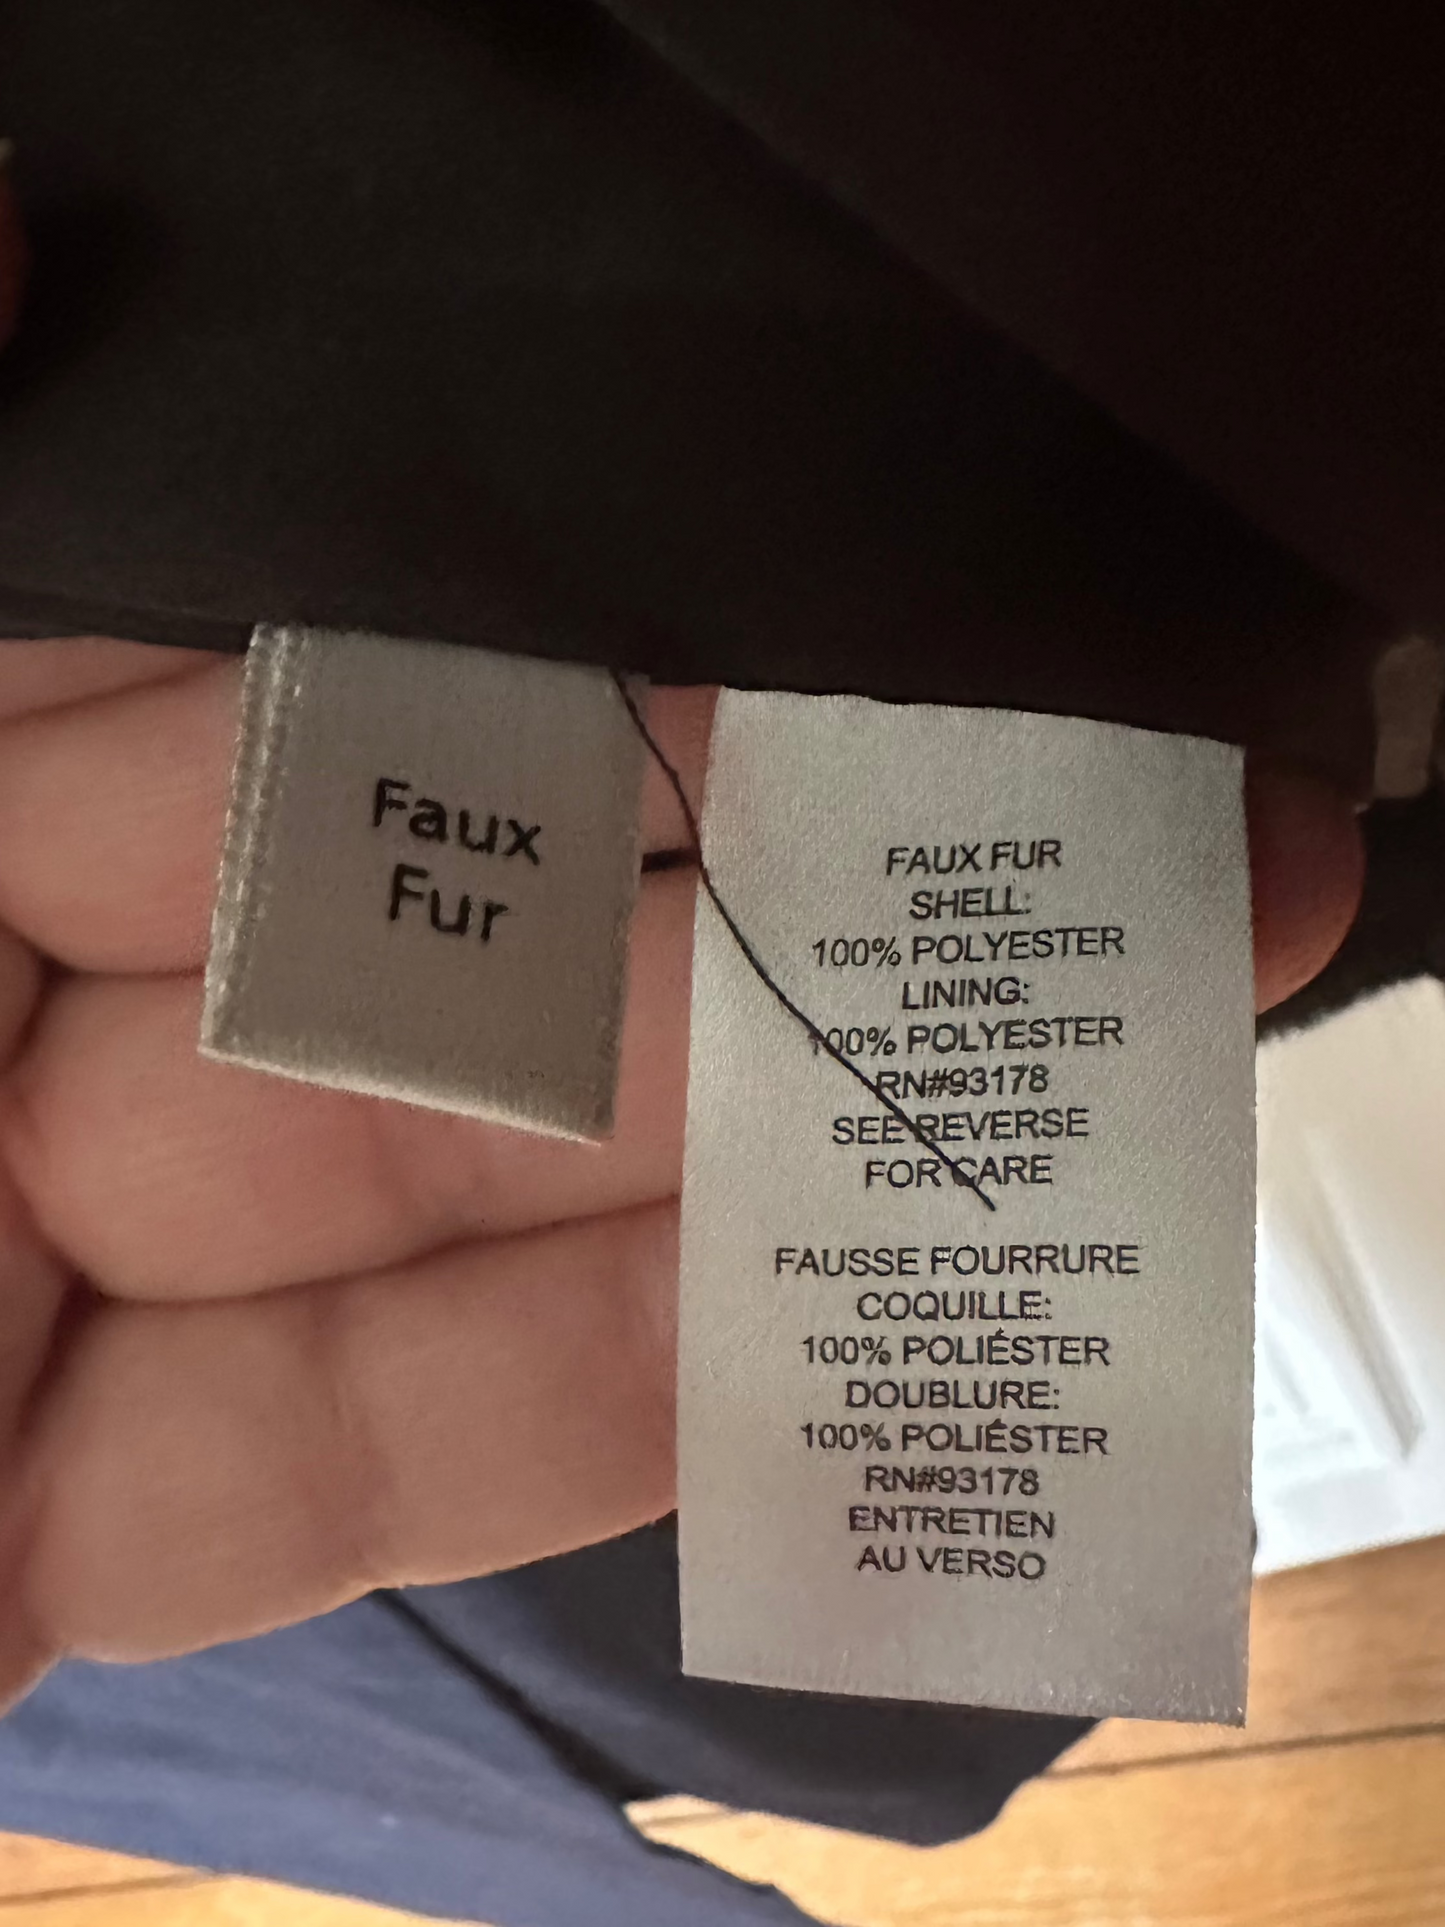 Faux
Fur
FAUX FUR
SHELL:
100% POLYESTER
LINING:
100% POLYESTER
RN#93178
SEE REVERSE
FOR CARE
FAUSSE FOURRURE
COQUILLE:
100% POLIÉSTER
DOUBLURE:
100% POLIÉSTER
RN#93178
ENTRETIEN
AU VERSO